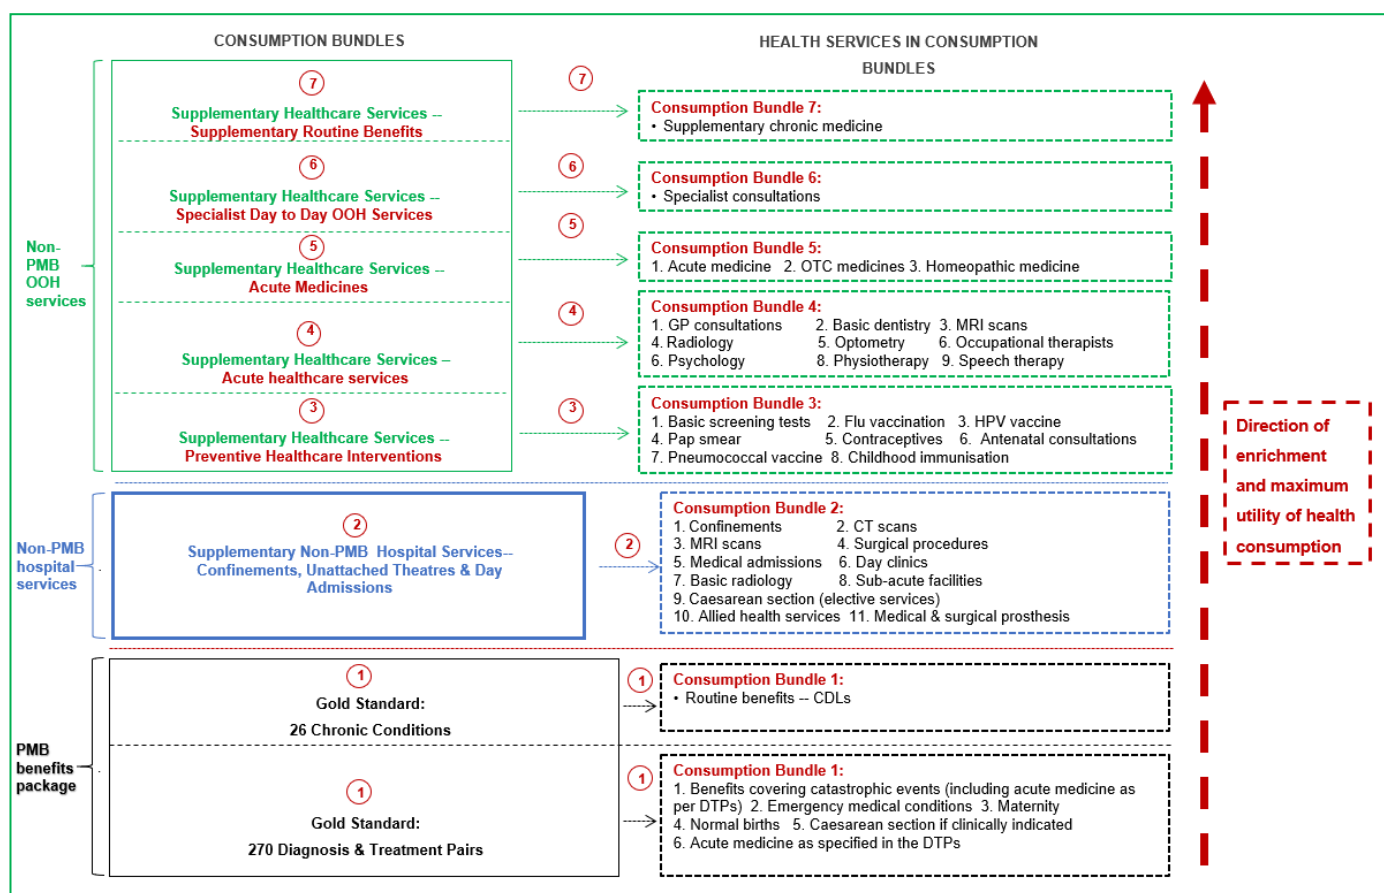 CONSUMPTION BUNDLES
HEALTH SERVICES IN CONSUMPTION
BUNDLES
Non-
PMB
OOH
services
7
Supplementary Healthcare Services --
Supplementary Routine Benefits
7
Consumption Bundle 7:
• Supplementary chronic medicine
6
Supplementary Healthcare Services --
Specialist Day to Day OOH Services
6
Consumption Bundle 6:
• Specialist consultations
5
Supplementary Healthcare Services --
Acute Medicines
5
Consumption Bundle 5:
1. Acute medicine 2. OTC medicines 3. Homeopathic medicine
4
Supplementary Healthcare Services –
Acute healthcare services
4
Consumption Bundle 4:
1. GP consultations 2. Basic dentistry 3. MRI scans
4. Radiology 5. Optometry 6. Occupational therapists
6. Psychology 8. Physiotherapy 9. Speech therapy
3
Supplementary Healthcare Services --
Preventive Healthcare Interventions
3
Consumption Bundle 3:
1. Basic screening tests 2. Flu vaccination 3. HPV vaccine
4. Pap smear 5. Contraceptives 6. Antenatal consultations
7. Pneumococcal vaccine 8. Childhood immunisation
Non-PMB
hospital
services
2
Supplementary Non-PMB Hospital Services--
Confinements, Unattached Theatres & Day
Admissions
2
Consumption Bundle 2:
1. Confinements 2. CT scans
3. MRI scans 4. Surgical procedures
5. Medical admissions 6. Day clinics
7. Basic radiology 8. Sub-acute facilities
9. Caesarean section (elective services)
10. Allied health services 11. Medical & surgical prosthesis
PMB
benefits
package
1
Gold Standard:
26 Chronic Conditions
1
Consumption Bundle 1:
• Routine benefits -- CDLs
1
Gold Standard:
270 Diagnosis & Treatment Pairs
1
Consumption Bundle 1:
1. Benefits covering catastrophic events (including acute medicine as
per DTPs) 2. Emergency medical conditions 3. Maternity
4. Normal births 5. Caesarean section if clinically indicated
6. Acute medicine as specified in the DTPs
Direction of
enrichment
and maximum
utility of health
consumption